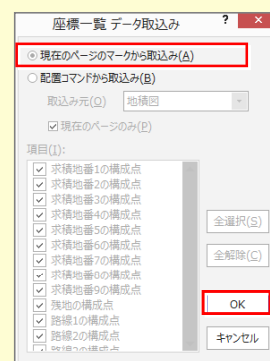 座標一覧 データ取込み ? ×
現在のページのマークから取込み(A)
配置コマンドから取込み(B)
取込み元(O) 地積図
現在のページのみ(P)
項目(I):
求積地番1の構成点
求積地番2の構成点
求積地番3の構成点
求積地番4の構成点
求積地番5の構成点
求積地番6の構成点
求積地番7の構成点
求積地番8の構成点
求積地番9の構成点
残地の構成点
路線1の構成点
路線2の構成点
路線3の構成点
全選択(S)
全解除(C)
OK
キャンセル